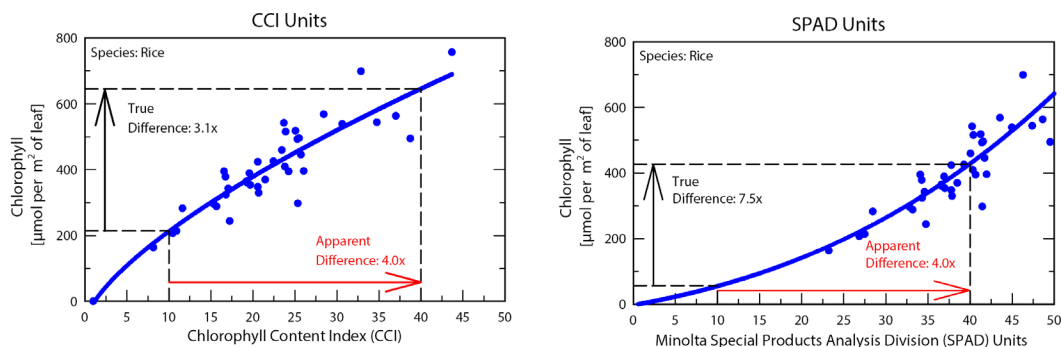 CCI Units
Species: Rice
True
Difference: 3.1x
Apparent
Difference: 4.0x
Chlorophyll
[µmol per m² of leaf)
800
600
400
200
0
0 5 10 15 20 25 30 35 40 45 50
Chlorophyll Content Index (CCI)
SPAD Units
Species: Rice
True
Difference: 7.5x
Apparent
Difference: 4.0x
Chlorophyll
[µmol per m² of leaf)
800
600
400
200
0
0 5 10 15 20 25 30 35 40 45 50
Minolta Special Products Analysis Division (SPAD) Units